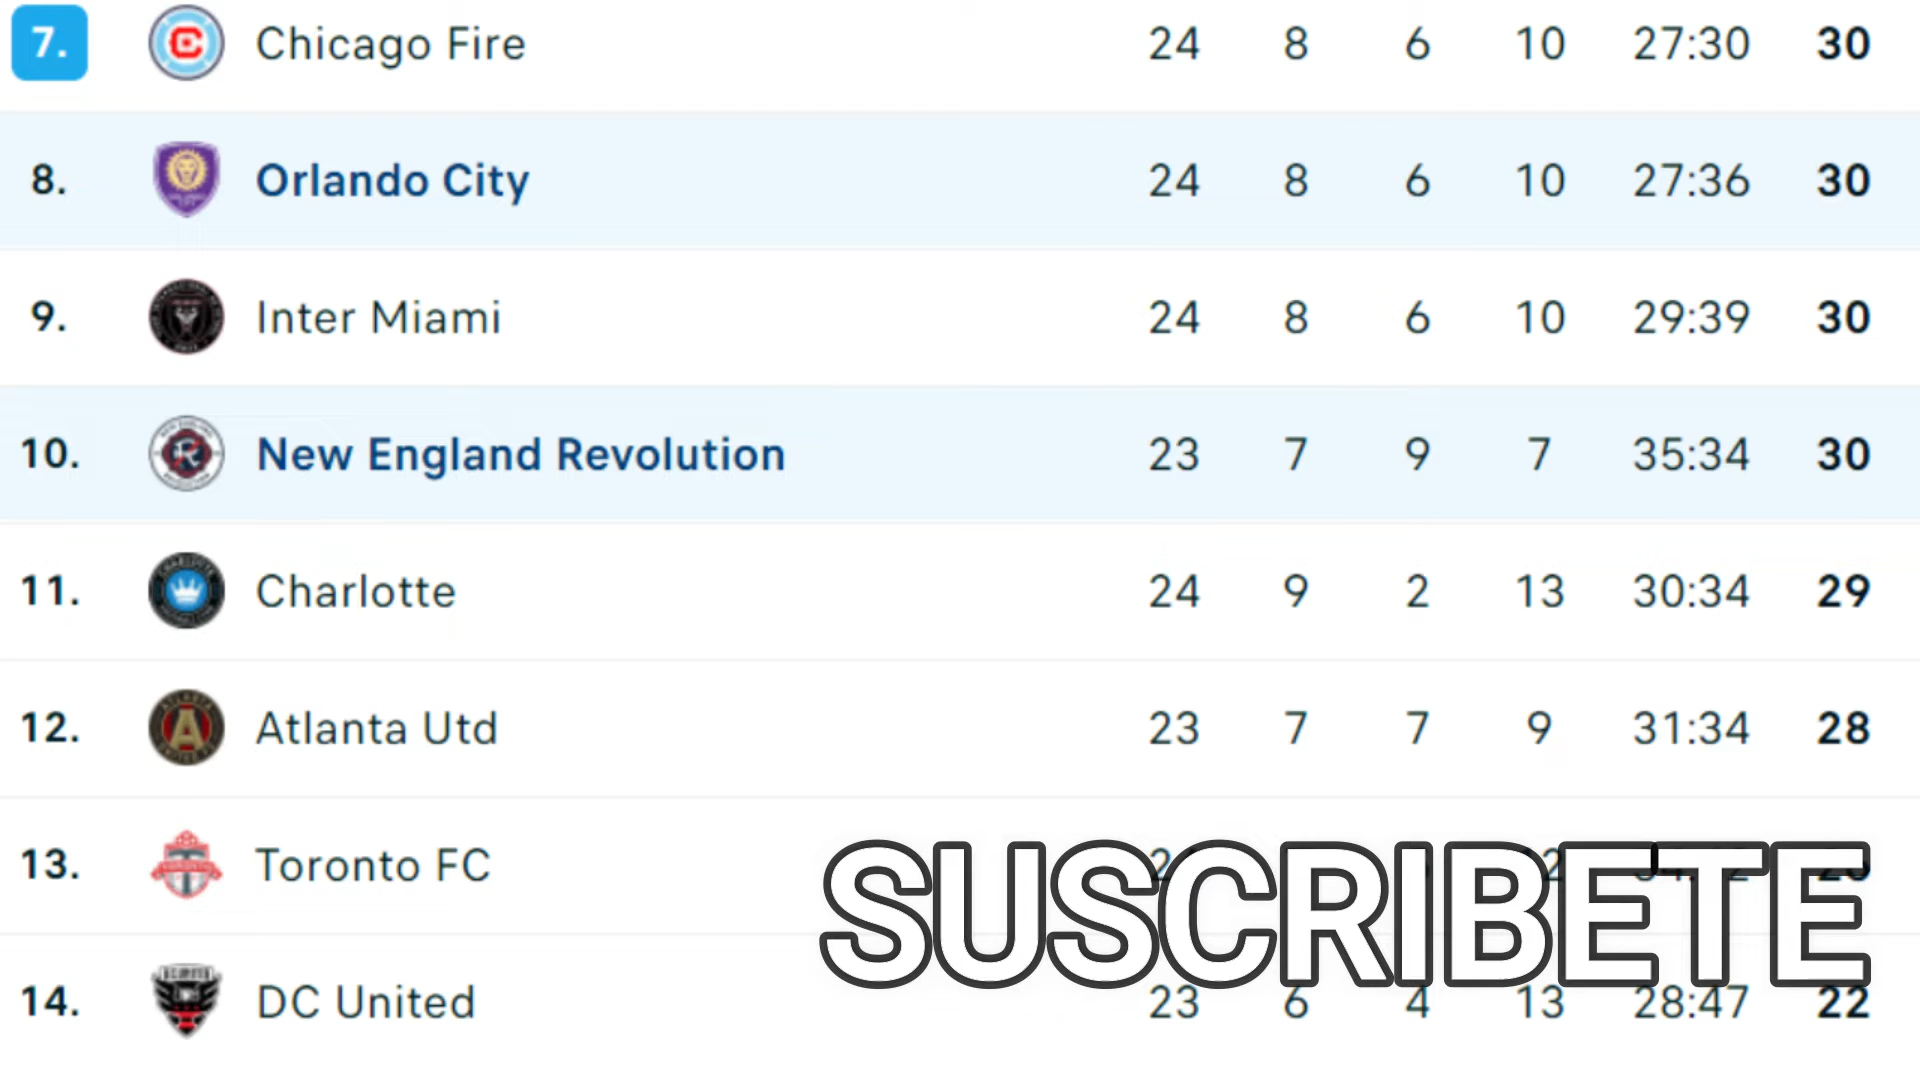 7. Chicago Fire 24 8 6 10 27:30 30
8. Orlando City 24 8 6 10 27:36 30
9. Inter Miami 24 8 6 10 29:39 30
10. New England Revolution 23 7 9 7 35:34 30
11. Charlotte 24 9 2 13 30:34 29
12. Atlanta Utd 23 7 7 9 31:34 28
13. Toronto FC
SUSCRIBETE
14. DC United 23 6 4 13 28:47 22